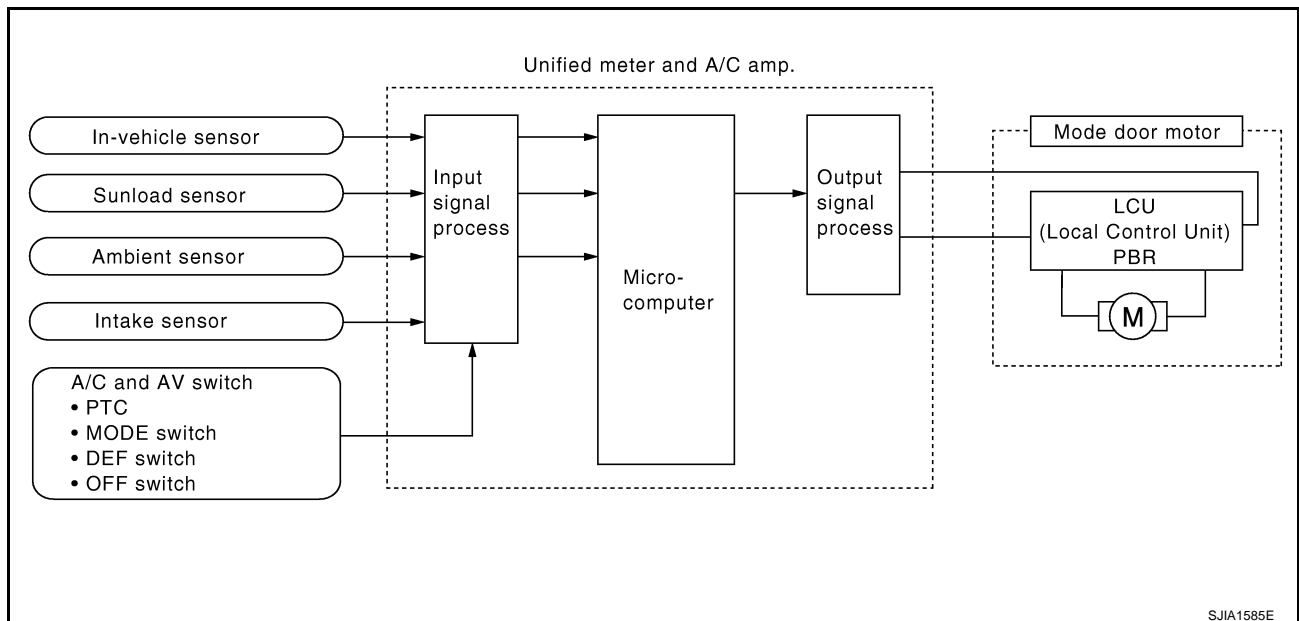 Unified meter and A/C amp.
In-vehicle sensor
Sunload sensor
Ambient sensor
Intake sensor
A/C and AV switch
• PTC
• MODE switch
• DEF switch
• OFF switch
Input
signal
process
Micro-
computer
Output
signal
process
Mode door motor
LCU
(Local Control Unit)
PBR
M
SJIA1585E